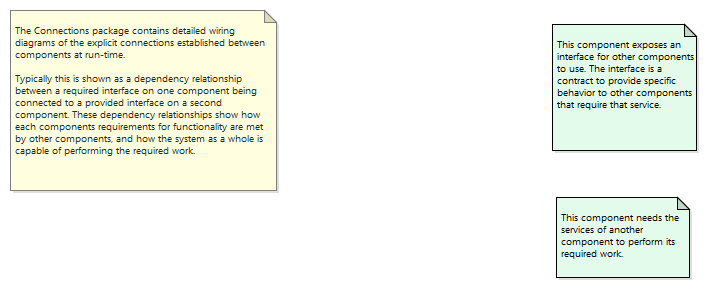 The Connections package contains detailed wiring
diagrams of the explicit connections established between
components at run-time.
Typically this is shown as a dependency relationship
between a required interface on one component being
connected to a provided interface on a second
component. These dependency relationships show how
each components requirements for functionality are met
by other components, and how the system as a whole is
capable of performing the required work.
This component exposes an
interface for other components
to use. The interface is a
contract to provide specific
behavior to other components
that require that service.
This component needs the
services of another
component to perform its
required work.